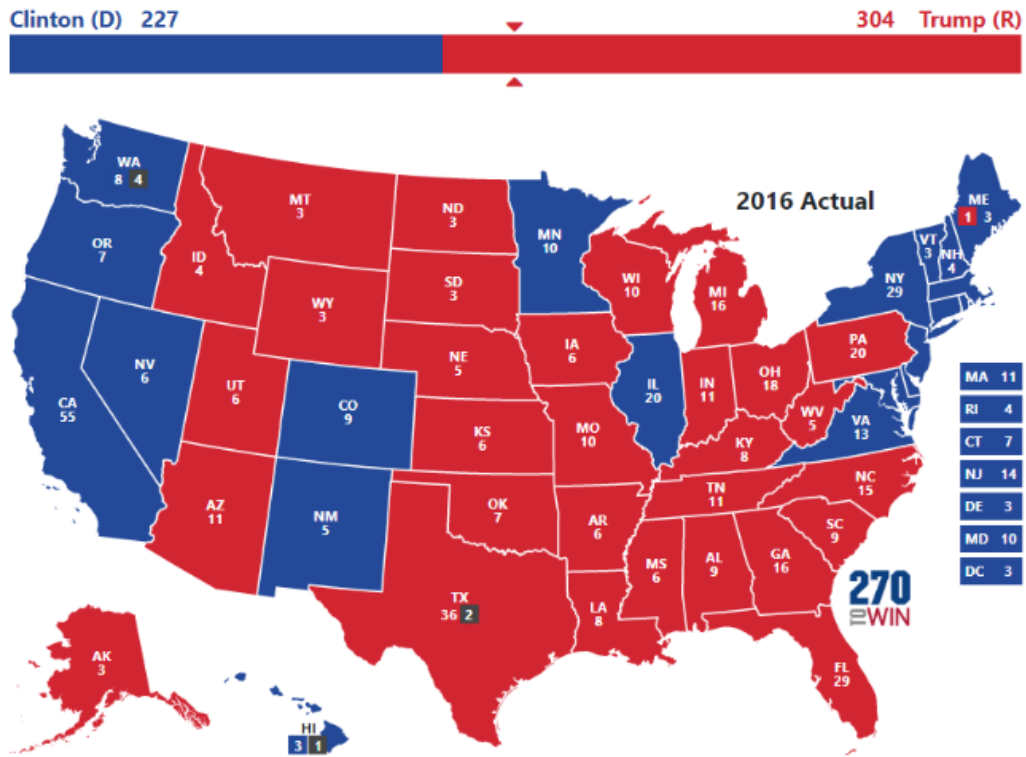 Clinton (D) 227
304 Trump (R)
2016 Actual
WA
8 4
OR
7
CA
55
NV
6
ID
4
MT
3
WY
3
UT
6
CO
9
AZ
11
NM
5
ND
3
SD
3
NE
5
KS
6
OK
7
TX
36 2
MN
10
IA
6
MO
10
AR
6
LA
8
WI
10
IL
20
MI
16
IN
11
OH
18
KY
8
TN
11
MS
6
AL
9
GA
16
FL
29
SC
9
NC
15
VA
13
WV
5
PA
20
NY
29
VT
3
NH
4
ME
1 3
MA 11
RI 4
CT 7
NJ 14
DE 3
MD 10
DC 3
AK
3
HI
3 1
270
TO WIN